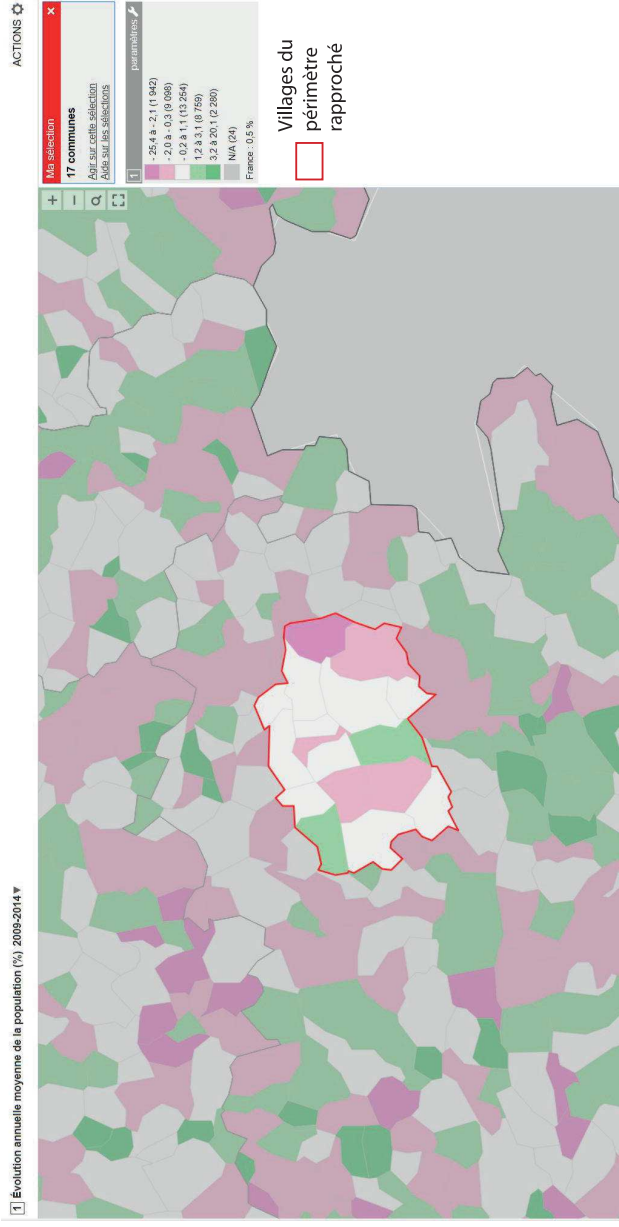 1 Évolution annuelle moyenne de la population (%) 2009-2014 ▼
ACTIONS
Ma sélection ×
17 communes
Agir sur cette sélection
Aide sur les sélections
1 paramètres
- 25,4 à - 2,1 (1 942)
- 2,0 à - 0,3 (9 098)
- 0,2 à 1,1 (13 254)
1,2 à 3,1 (8 759)
3,2 à 20,1 (2 280)
N/A (24)
France : 0,5 %
Villages du
périmètre
rapproché